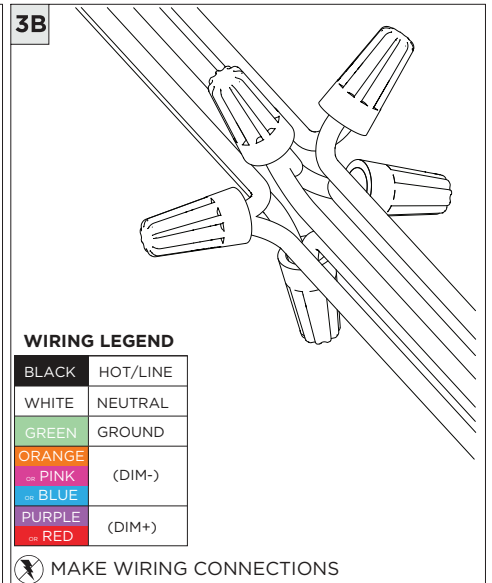 3B
WIRING LEGEND
BLACK HOT/LINE
WHITE NEUTRAL
GREEN GROUND
ORANGE
OR PINK (DIM-)
OR BLUE
PURPLE (DIM+)
OR RED
MAKE WIRING CONNECTIONS